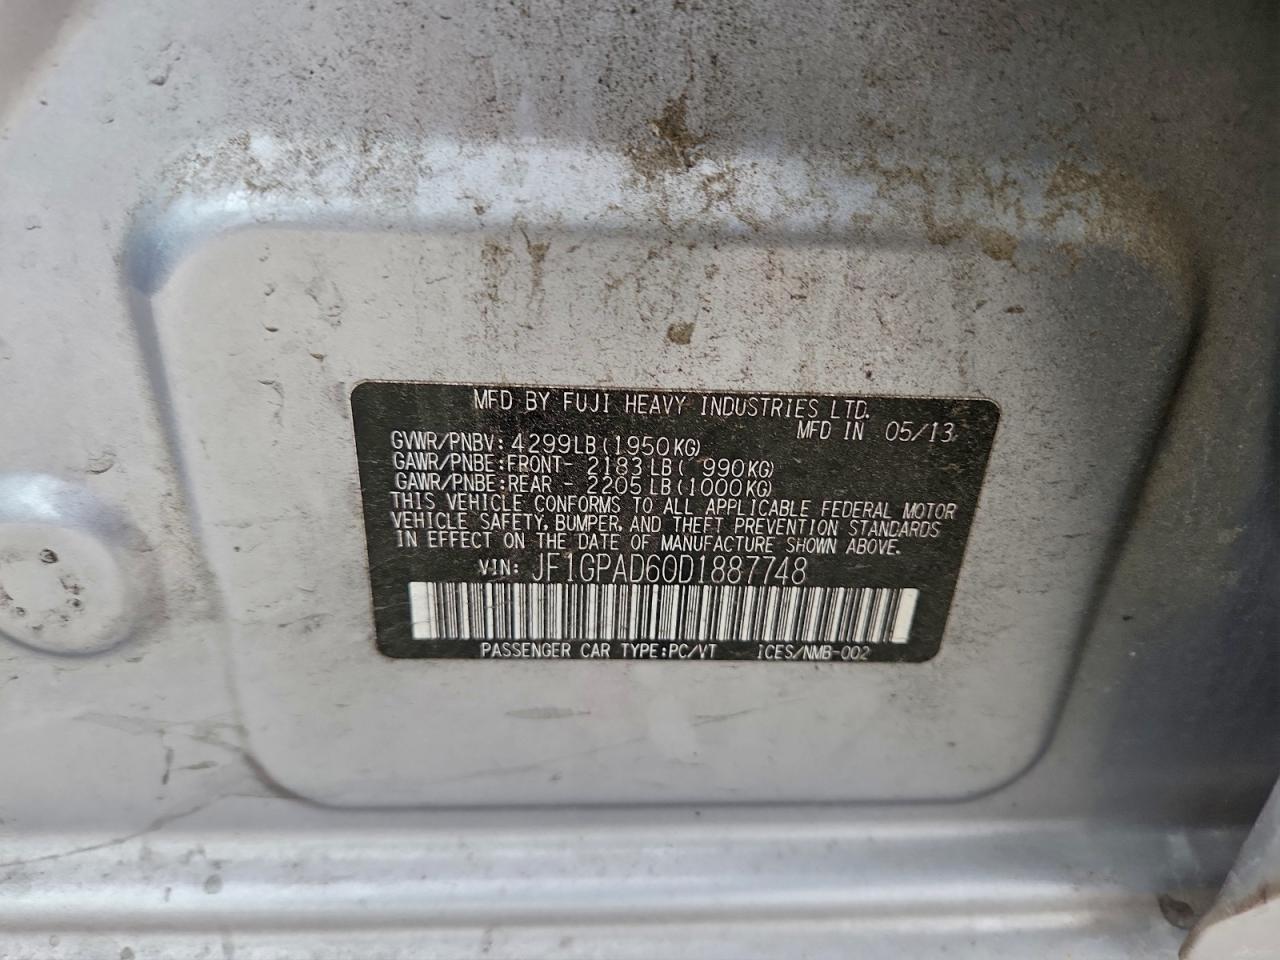 MFD BY FUJI HEAVY INDUSTRIES LTD.
MFD IN 05/13
GVWR/PNBV: 4299LB (1950KG)
GAWR/PNBE:FRONT- 2183LB( 990KG)
GAWR/PNBE:REAR - 2205LB(1000KG)
THIS VEHICLE CONFORMS TO ALL APPLICABLE FEDERAL MOTOR
VEHICLE SAFETY, BUMPER, AND THEFT PREVENTION STANDARDS
IN EFFECT ON THE DATE OF MANUFACTURE SHOWN ABOVE.
VIN: JF1GPAD60D1887748
PASSENGER CAR TYPE:PC/VT ICES/NMB-002